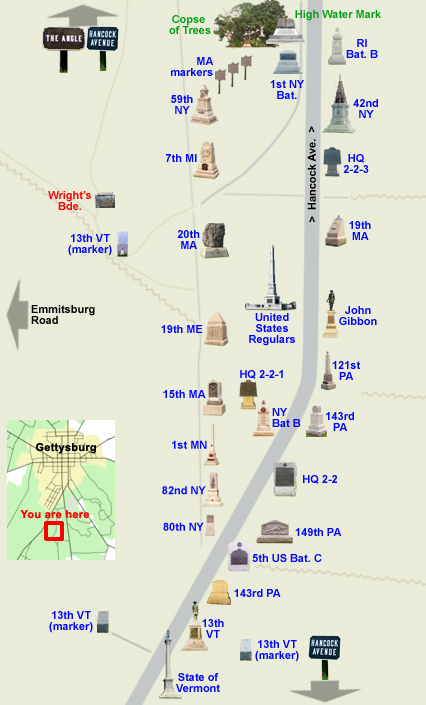 Copse
of Trees
High Water Mark
THE ANGLE
HANCOCK
AVENUE
MA
markers
1st NY
Bat.
RI
Bat. B
59th
NY
42nd
NY
7th MI
HQ
2-2-3
< Hancock Ave. >
Wright's
Bde.
13th VT
(marker)
20th
MA
19th
MA
Emmitsburg
Road
United
States
Regulars
John
Gibbon
19th ME
121st
PA
15th MA
HQ 2-2-1
NY
Bat B
143rd
PA
1st MN
Gettysburg
You are here
82nd NY
HQ 2-2
80th NY
149th PA
5th US Bat. C
143rd PA
13th VT
(marker)
13th
VT
13th VT
(marker)
HANCOCK
AVENUE
State of
Vermont